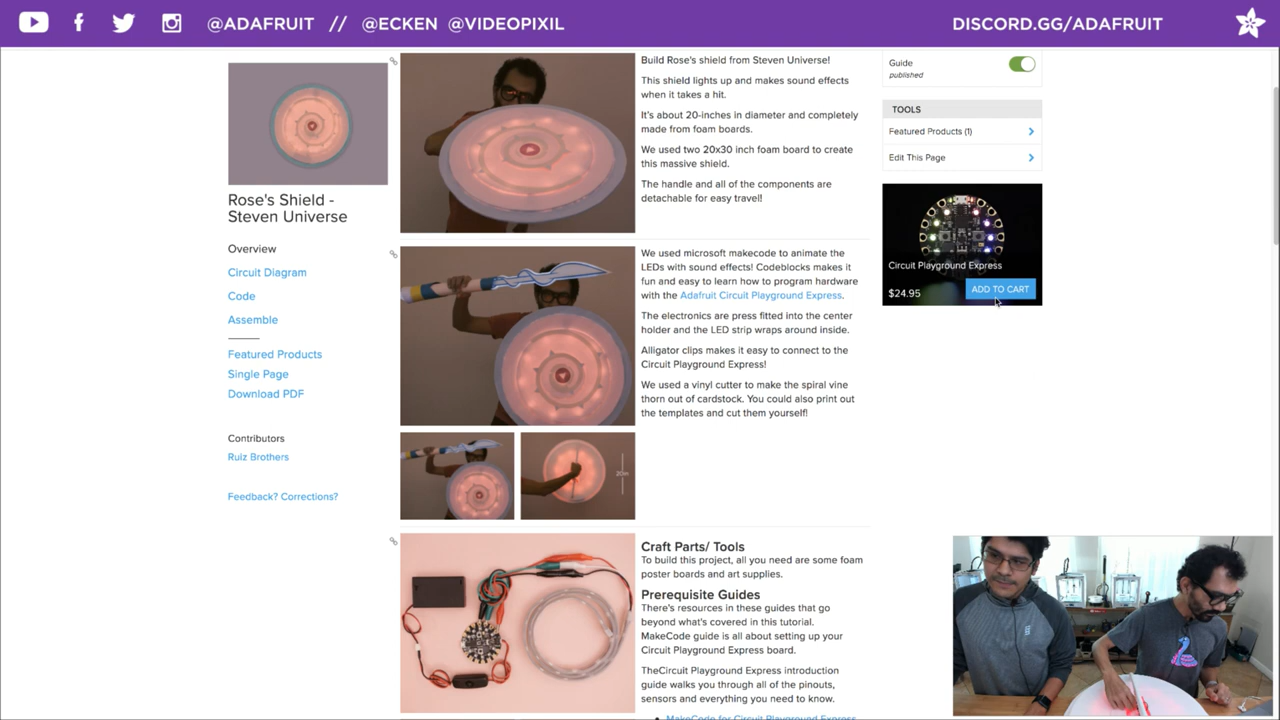 @ADAFRUIT // @ECKEN @VIDEOPIXIL
DISCORD.GG/ADAFRUIT
Rose's Shield -
Steven Universe
Overview
Circuit Diagram
Code
Assemble
Featured Products
Single Page
Download PDF
Contributors
Ruiz Brothers
Feedback? Corrections?
Build Rose's shield from Steven Universe!
This shield lights up and makes sound effects
when it takes a hit.
It's about 20-inches in diameter and completely
made from foam boards.
We used two 20x30 inch foam board to create
this massive shield.
The handle and all of the components are
detachable for easy travel!
We used microsoft makecode to animate the
LEDs with sound effects! Codeblocks makes it
fun and easy to learn how to program hardware
with the Adafruit Circuit Playground Express.
The electronics are press fitted into the center
holder and the LED strip wraps around inside.
Alligator clips makes it easy to connect to the
Circuit Playground Express!
We used a vinyl cutter to make the spiral vine
thorn out of cardstock. You could also print out
the templates and cut them yourself!
Craft Parts/ Tools
To build this project, all you need are some foam
poster boards and art supplies.
Prerequisite Guides
There's resources in these guides that go
beyond what's covered in this tutorial.
MakeCode guide is all about setting up your
Circuit Playground Express board.
TheCircuit Playground Express introduction
guide walks you through all of the pinouts,
sensors and everything you need to know.
MakeCode for Circuit Playground Express
Guide
published
TOOLS
Featured Products (1)
Edit This Page
Circuit Playground Express
$24.95
ADD TO CART